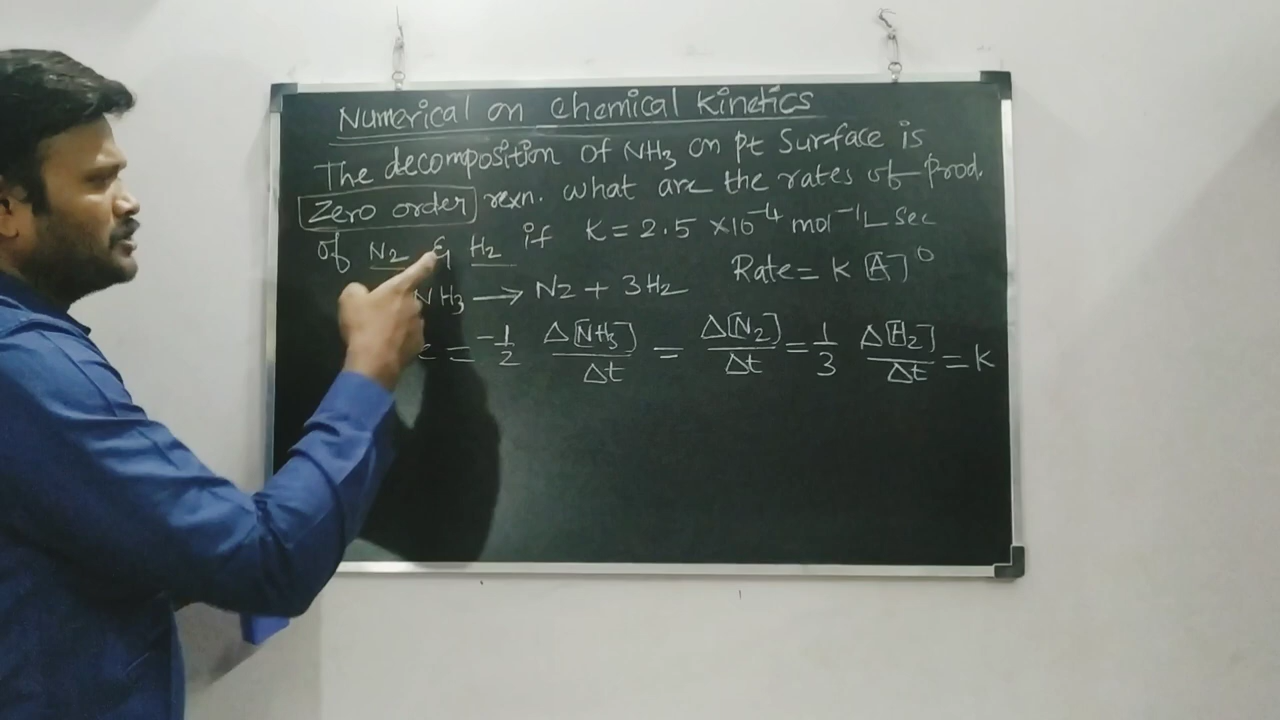 Numerical on chemical kinetics
The decomposition of NH3 on pt Surface is
Zero order rexn. what are the rates of prod.
of N2 & H2 if K = 2.5 ×10⁻⁴ mol⁻¹ L Sec
Rate = K [A]⁰
NH3 → N2 + 3H2
= -1/2 Δ[NH3]/Δt = Δ[N2]/Δt = 1/3 Δ[H2]/Δt = K